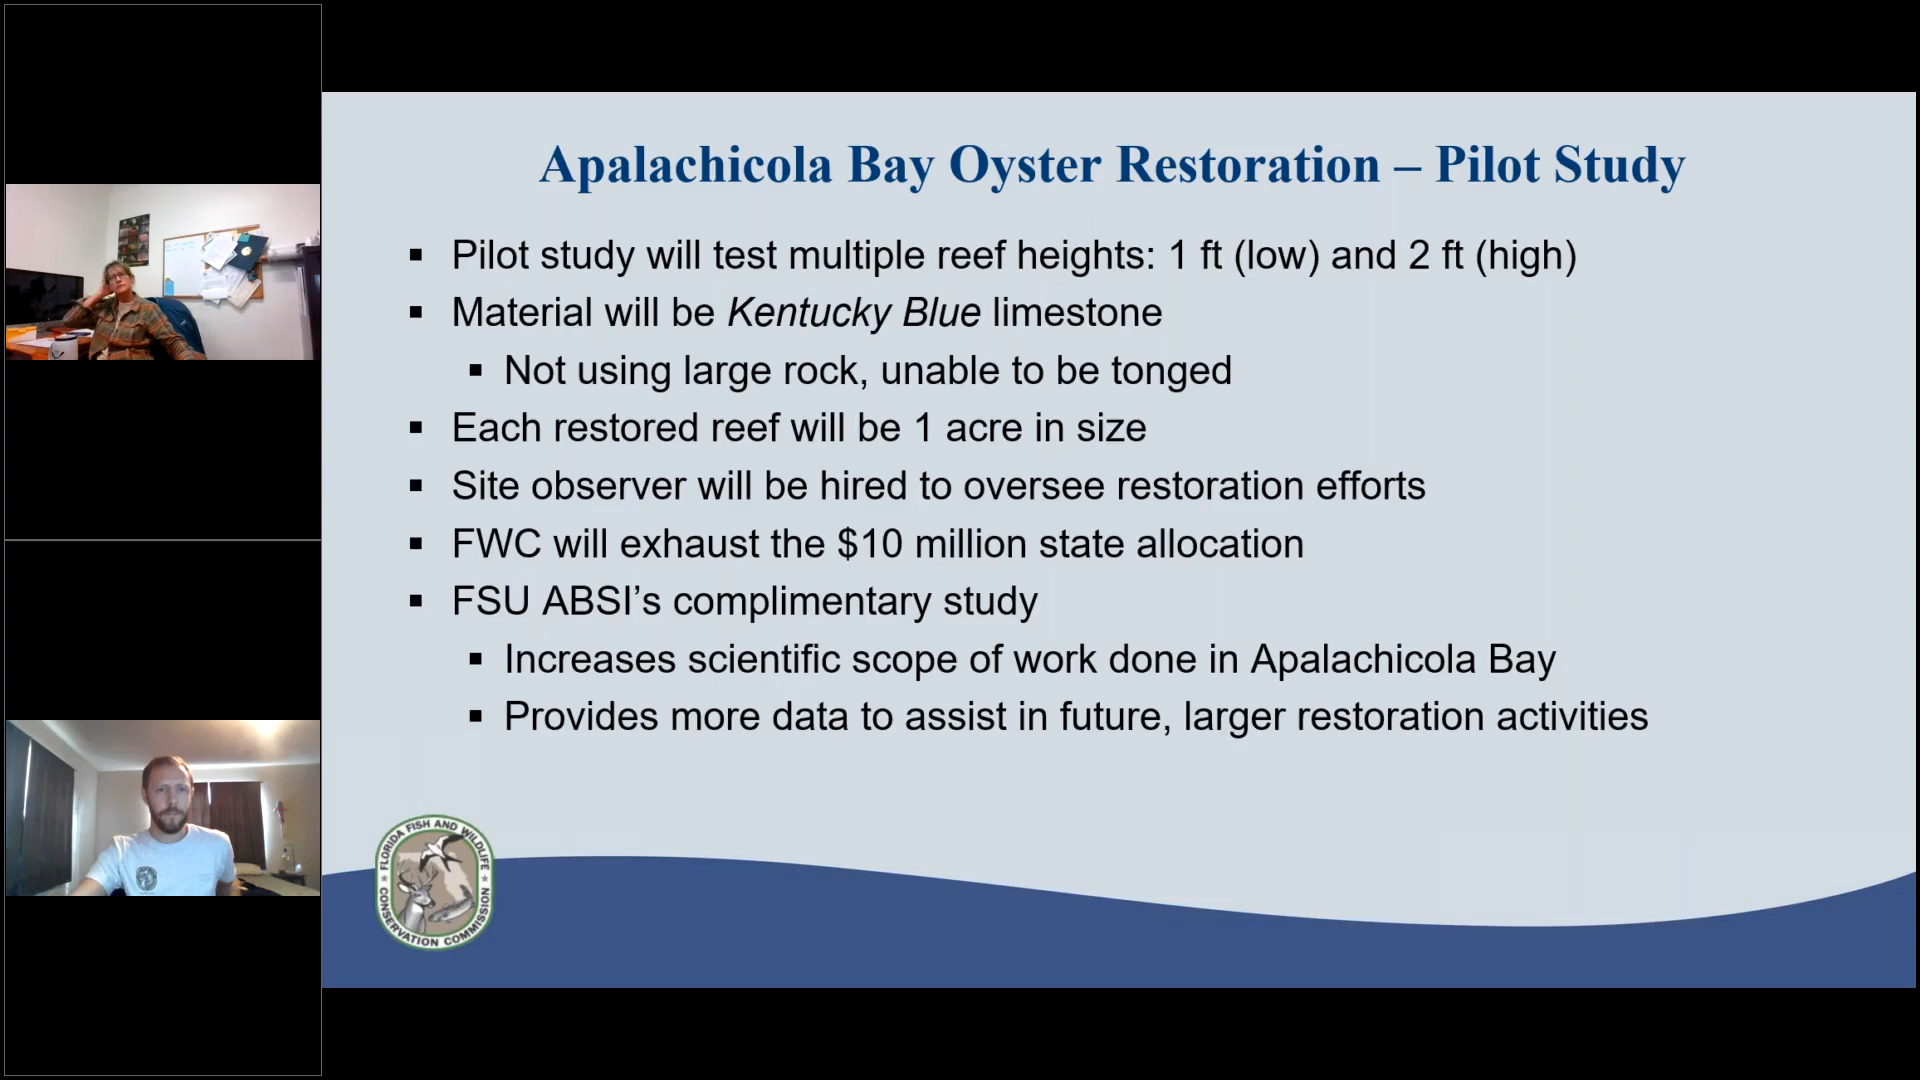 Apalachicola Bay Oyster Restoration – Pilot Study
▪ Pilot study will test multiple reef heights: 1 ft (low) and 2 ft (high)
▪ Material will be Kentucky Blue limestone
▪ Not using large rock, unable to be tonged
▪ Each restored reef will be 1 acre in size
▪ Site observer will be hired to oversee restoration efforts
▪ FWC will exhaust the $10 million state allocation
▪ FSU ABSI’s complimentary study
▪ Increases scientific scope of work done in Apalachicola Bay
▪ Provides more data to assist in future, larger restoration activities
FLORIDA FISH AND WILDLIFE
CONSERVATION COMMISSION